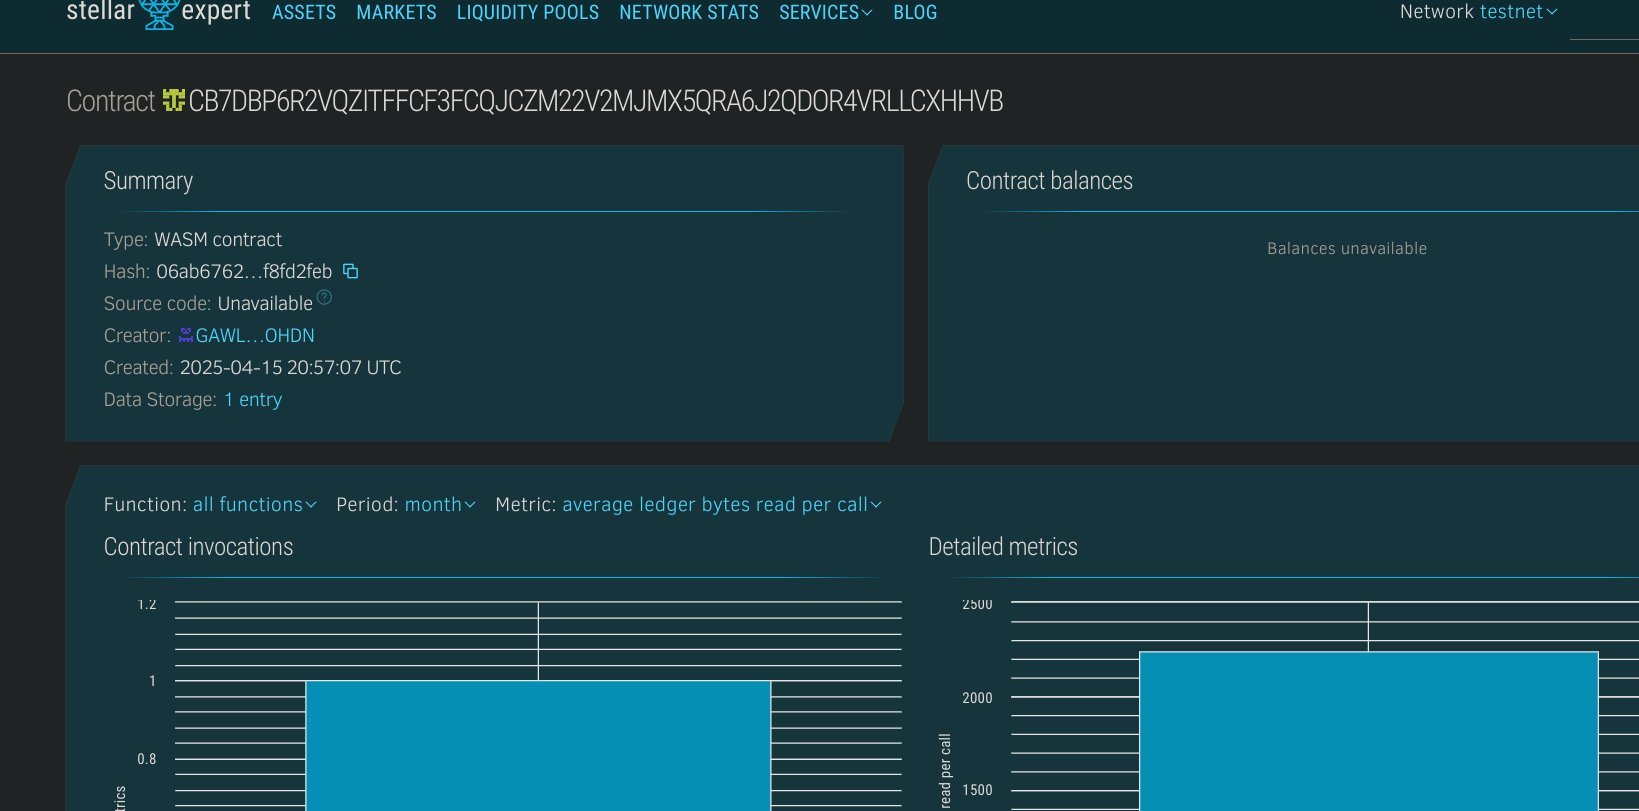 stellar expert ASSETS MARKETS LIQUIDITY POOLS NETWORK STATS SERVICES BLOG Network testnet
Contract CB7DBP6R2VQZITFFCF3FCQJCZM22V2MJMX5QRA6J2QDOR4VRLLCXHHVB
Summary
Type: WASM contract
Hash: 06ab6762...f8fd2feb
Source code: Unavailable ?
Creator: GAWL...OHDN
Created: 2025-04-15 20:57:07 UTC
Data Storage: 1 entry
Contract balances
Balances unavailable
Function: all functions Period: month Metric: average ledger bytes read per call
Contract invocations
1.2
1
0.8
Detailed metrics
2500
2000
1500
read per call